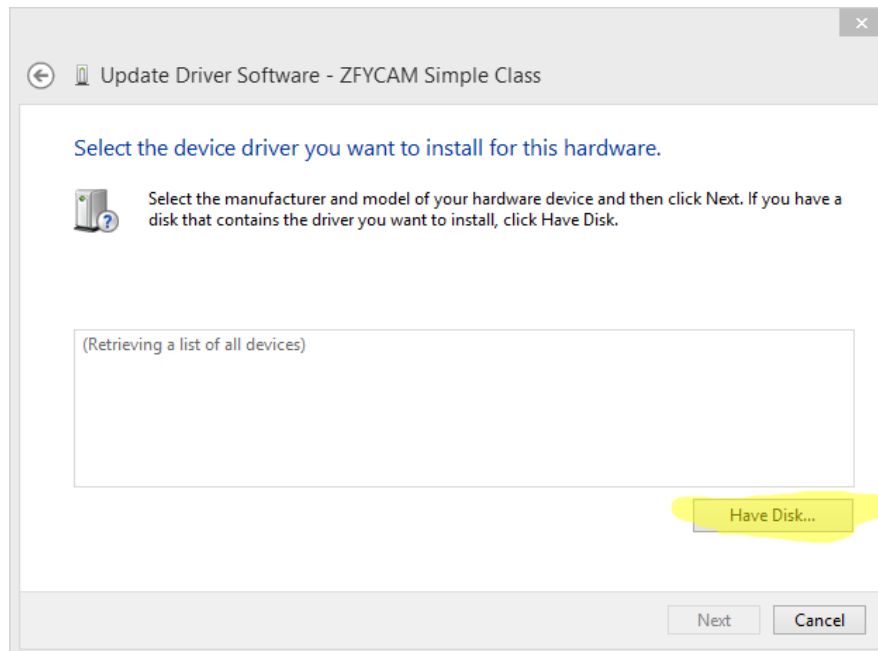 Update Driver Software - ZFYCAM Simple Class
Select the device driver you want to install for this hardware.
Select the manufacturer and model of your hardware device and then click Next. If you have a
disk that contains the driver you want to install, click Have Disk.
(Retrieving a list of all devices)
Have Disk...
Next
Cancel